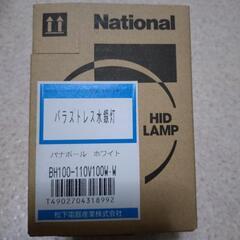 National
バラストレス水銀灯
パナボール ホワイト
BH100-110V100W-W
T4902704318992
松下電器産業株式会社
HID
LAMP